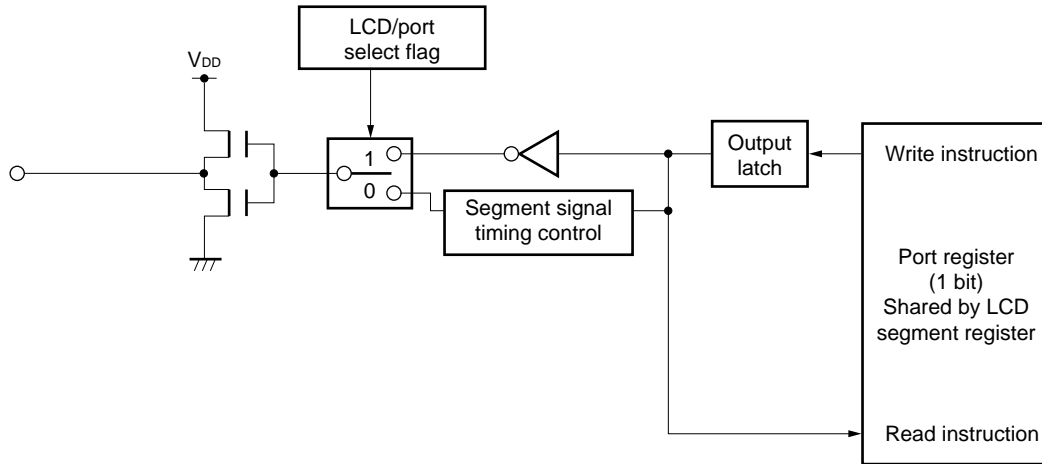 LCD/port
select flag
VDD
1
0
Output
latch
Write instruction
Segment signal
timing control
Port register
(1 bit)
Shared by LCD
segment register
Read instruction